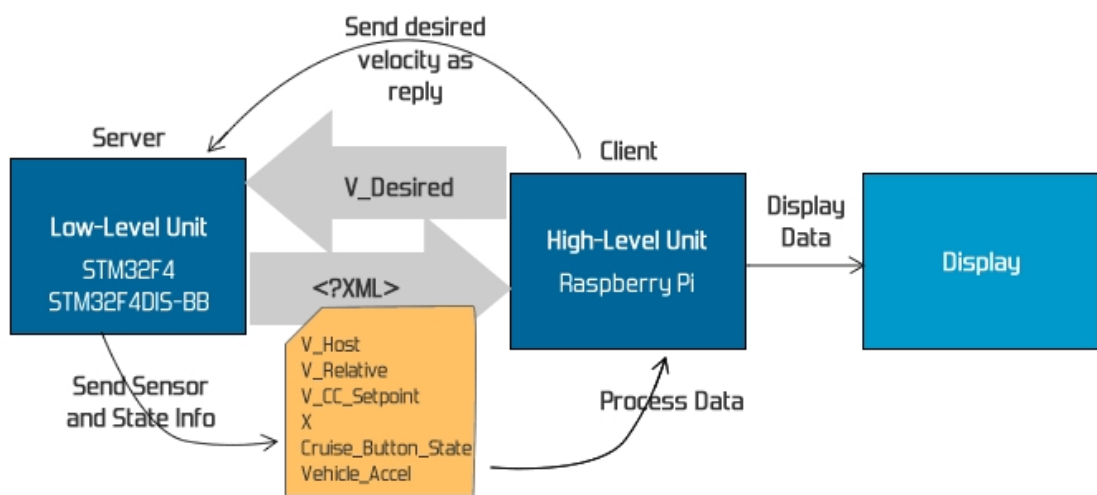 Send desired
velocity as
reply
Server
Client
V_Desired
Low-Level Unit
STM32F4
STM32F4DIS-BB
<?XML>
High-Level Unit
Raspberry Pi
Display
Data
Display
V_Host
V_Relative
V_CC_Setpoint
X
Cruise_Button_State
Vehicle_Accel
Send Sensor
and State Info
Process Data